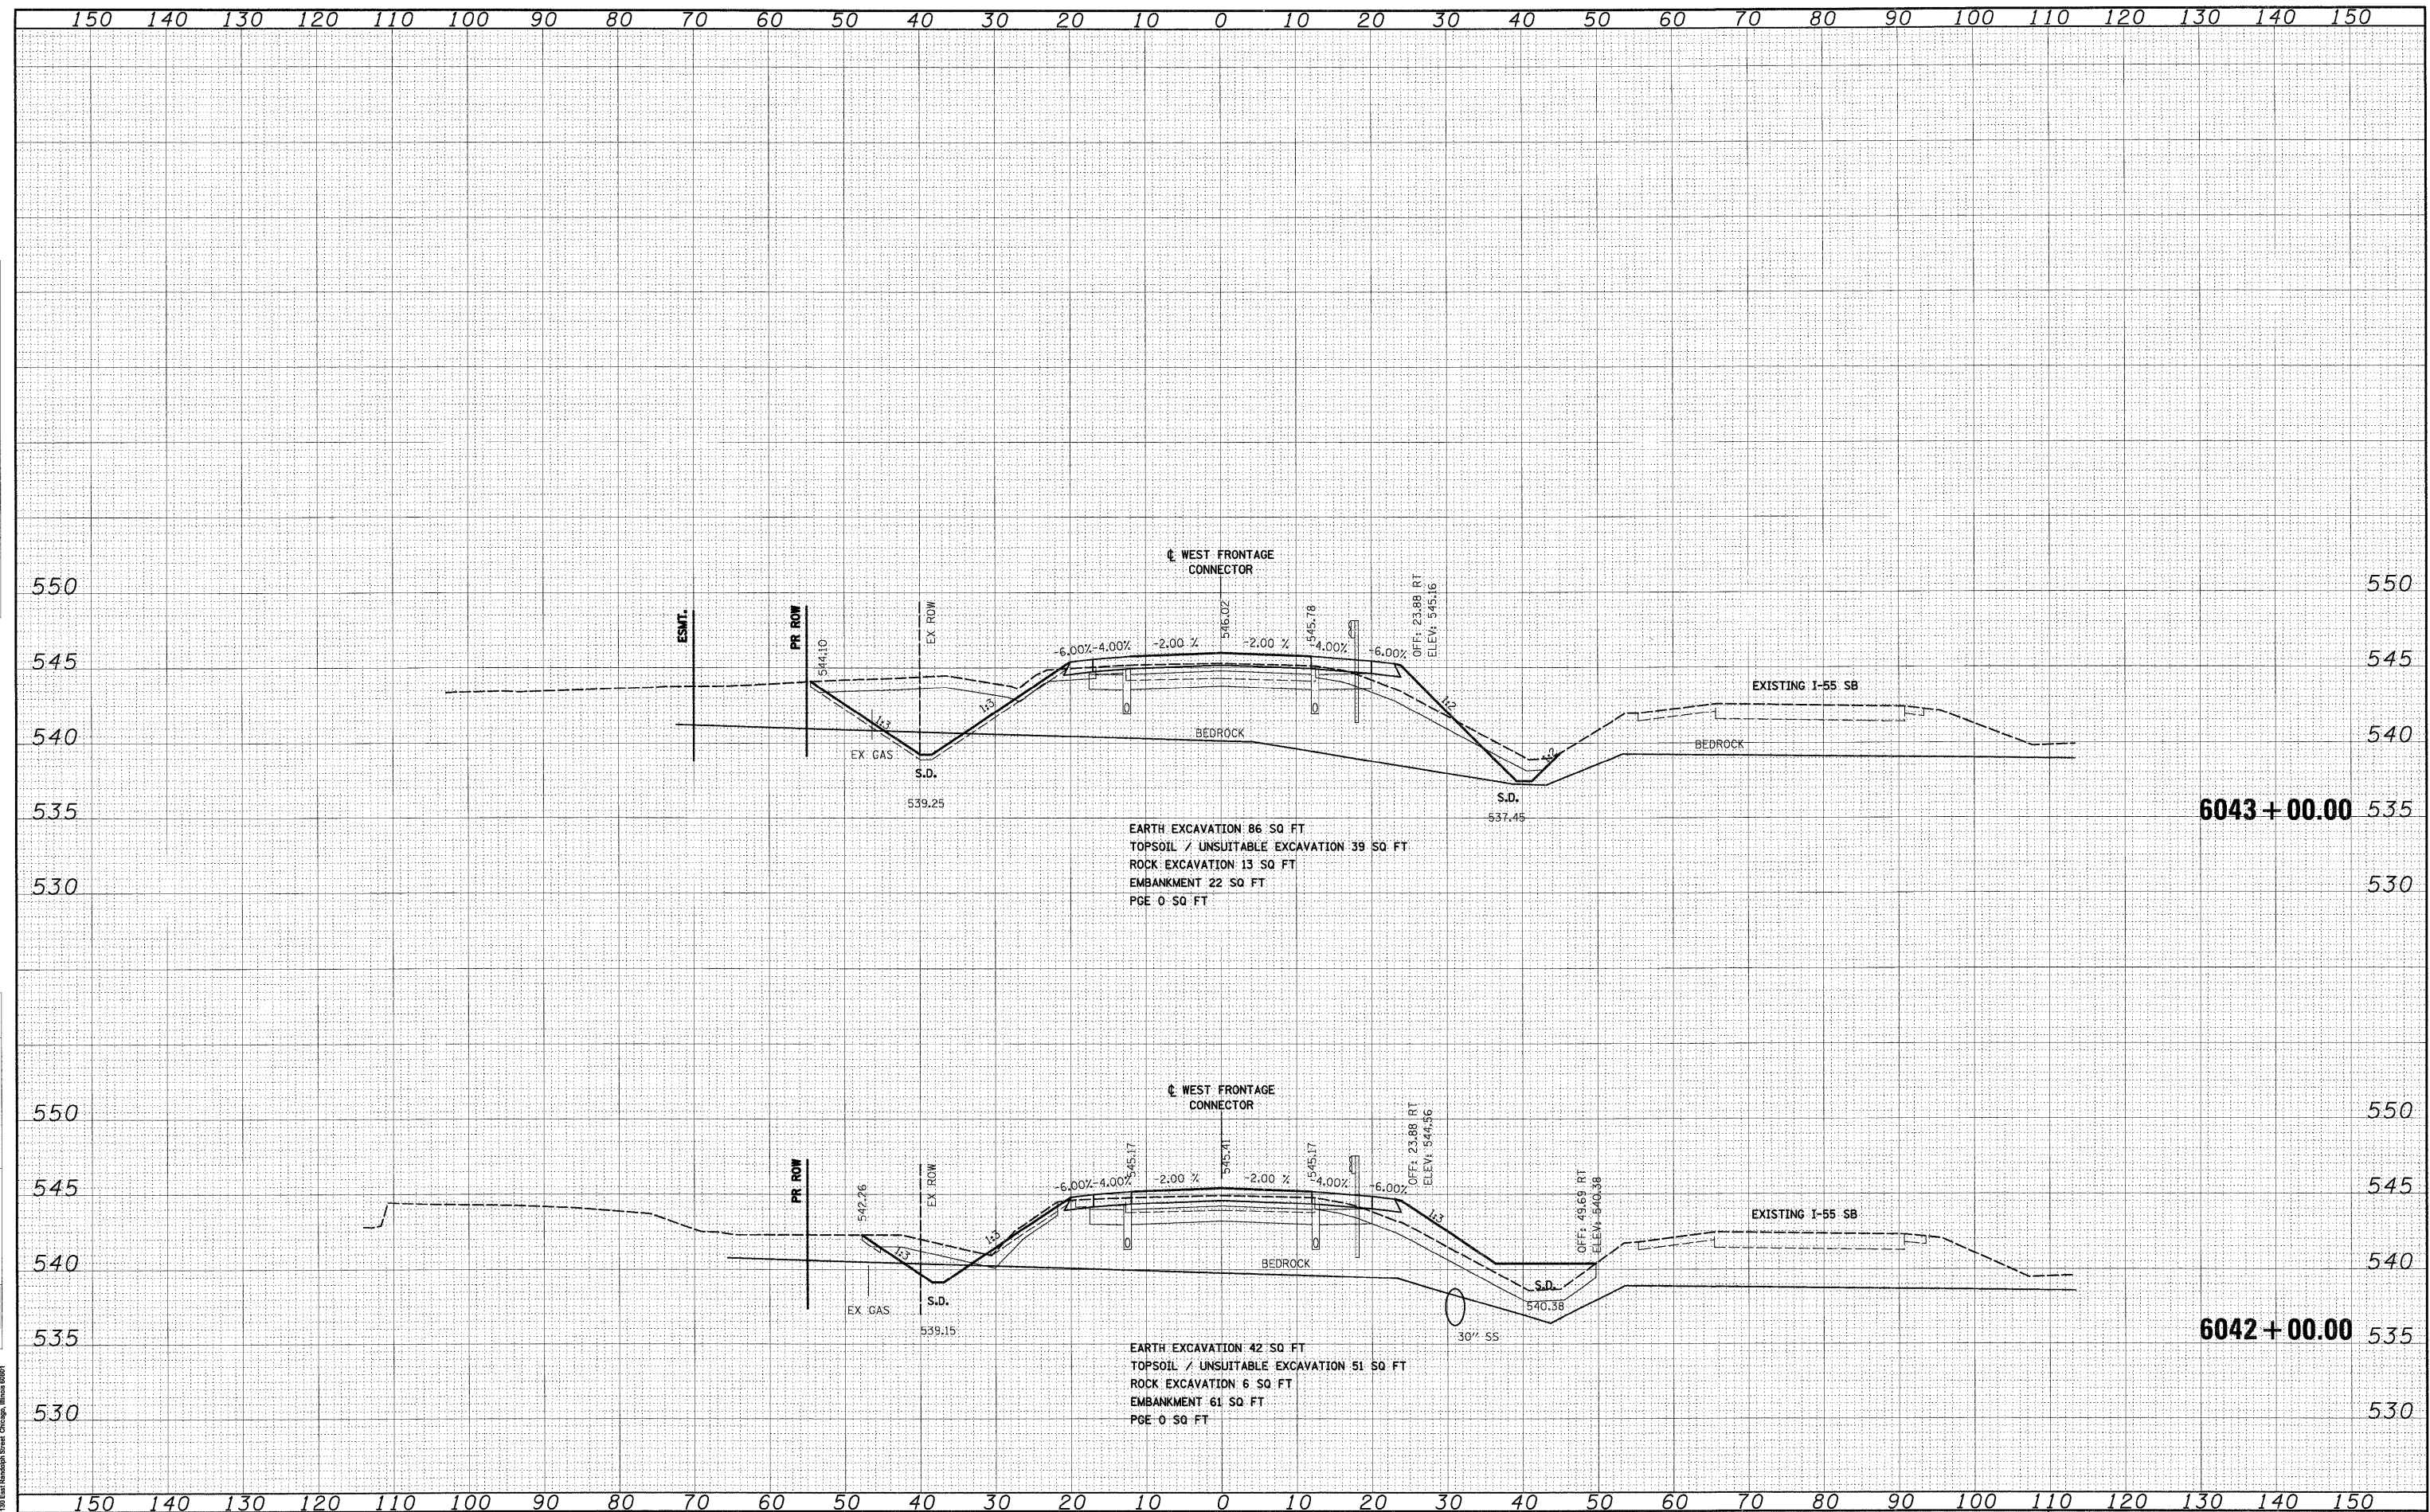 150 140 130 120 110 100 90 80 70 60 50 40 30 20 10 0 10 20 30 40 50 60 70 80 90 100 110 120 130 140 150
℄ WEST FRONTAGE
CONNECTOR
550 550
ESMT.
PR ROW
544.10
EX ROW
546.02
545.78
OFF: 23.88 RT
ELEV: 545.16
-6.00% -4.00% -2.00 % -2.00 % -4.00% -6.00%
545 545
EXISTING I-55 SB
1:3 1:3 1:2 1:2
540 540
EX GAS
BEDROCK
BEDROCK
S.D.
539.25
S.D.
537.45
535 6043+00.00 535
EARTH EXCAVATION 86 SQ FT
TOPSOIL / UNSUITABLE EXCAVATION 39 SQ FT
ROCK EXCAVATION 13 SQ FT
EMBANKMENT 22 SQ FT
PGE 0 SQ FT
530 530
℄ WEST FRONTAGE
CONNECTOR
550 550
PR ROW
542.26
EX ROW
545.17
545.41
545.17
OFF: 23.88 RT
ELEV: 544.56
OFF: 49.69 RT
ELEV: 540.38
-6.00% -4.00% -2.00 % -2.00 % -4.00% -6.00%
545 545
EXISTING I-55 SB
1:3 1:3 1:3
540 540
BEDROCK
EX GAS
S.D.
539.15
S.D.
540.38
30" SS
535 6042+00.00 535
EARTH EXCAVATION 42 SQ FT
TOPSOIL / UNSUITABLE EXCAVATION 51 SQ FT
ROCK EXCAVATION 6 SQ FT
EMBANKMENT 61 SQ FT
PGE 0 SQ FT
530 530
130 East Randolph Street Chicago, Illinois
150 140 130 120 110 100 90 80 70 60 50 40 30 20 10 0 10 20 30 40 50 60 70 80 90 100 110 120 130 140 150